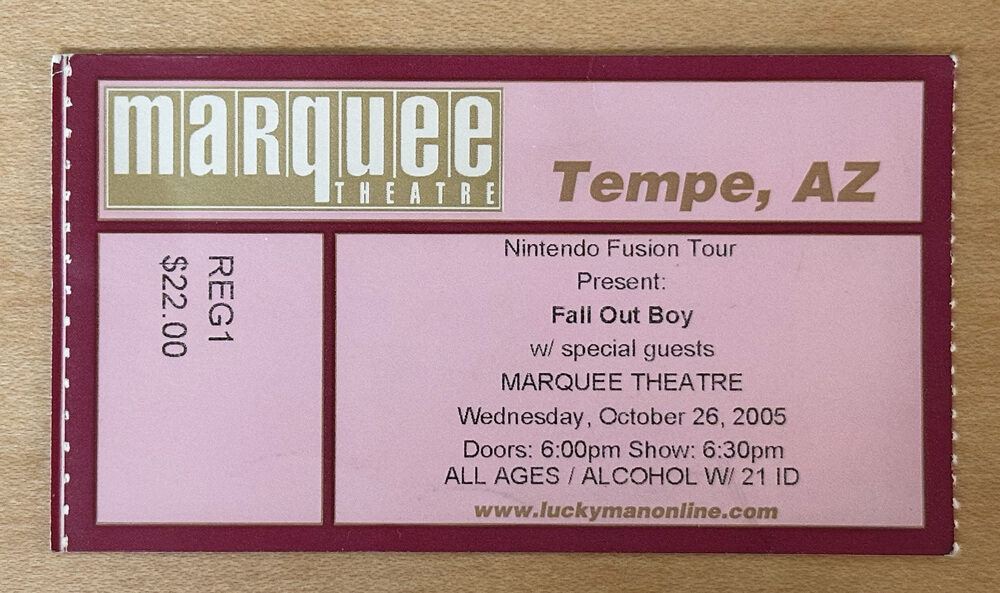 marquee
THEATRE
Tempe, AZ
REG1
$22.00
Nintendo Fusion Tour
Present:
Fall Out Boy
w/ special guests
MARQUEE THEATRE
Wednesday, October 26, 2005
Doors: 6:00pm Show: 6:30pm
ALL AGES / ALCOHOL W/ 21 ID
www.luckymanonline.com